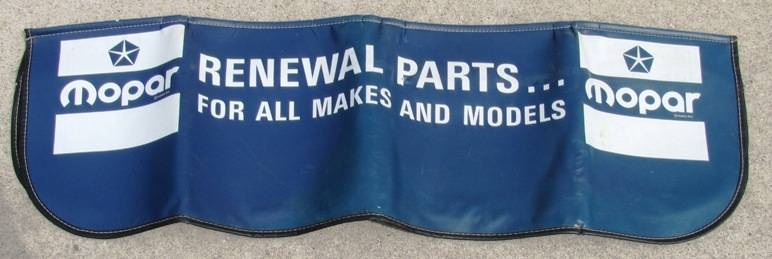 mopar
RENEWAL PARTS...
FOR ALL MAKES AND MODELS
mopar